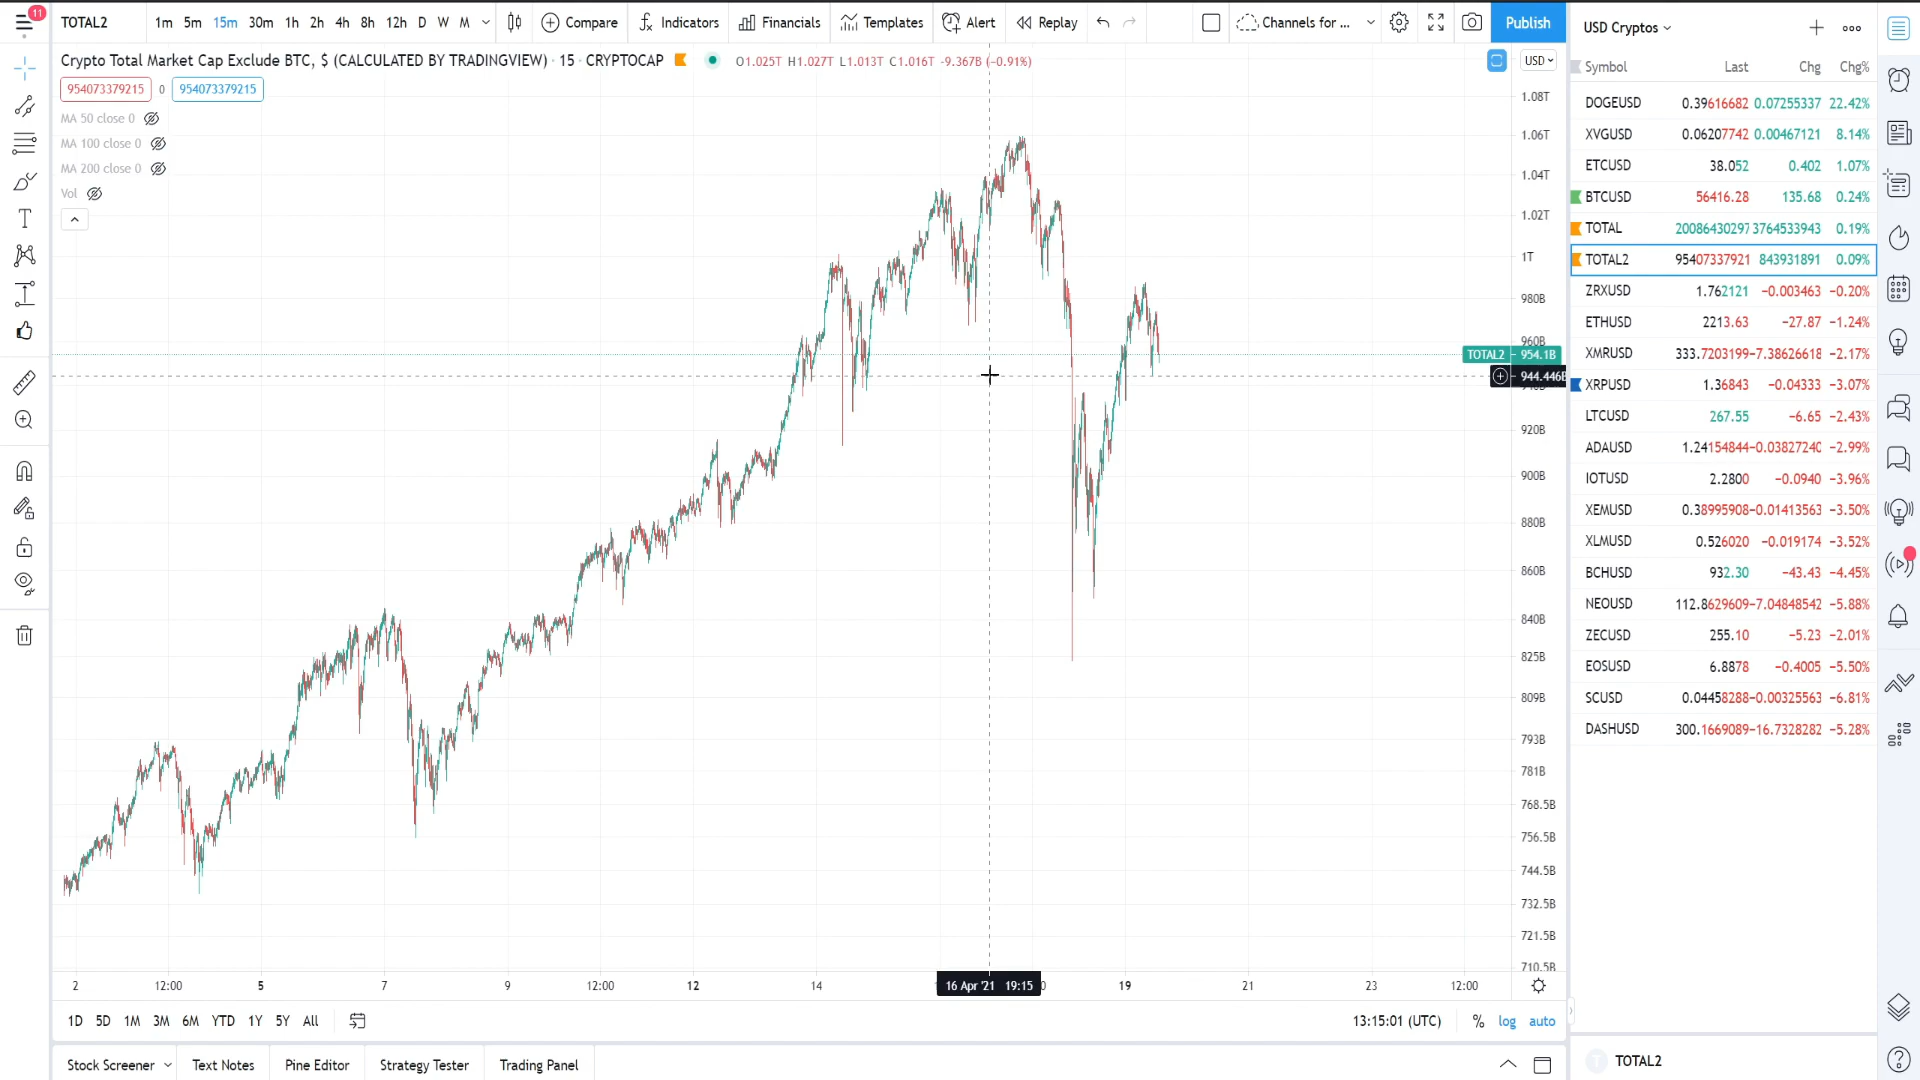 11
TOTAL2 1m 5m 15m 30m 1h 2h 4h 8h 12h D W M Compare Indicators Financials Templates Alert Replay Channels for ... Publish
USD Cryptos
Crypto Total Market Cap Exclude BTC, $ (CALCULATED BY TRADINGVIEW) · 15 · CRYPTOCAP O1.025T H1.027T L1.013T C1.016T -9.367B (−0.91%)
USD
954073379215 0 954073379215
MA 50 close 0
MA 100 close 0
MA 200 close 0
Vol
1.08T
1.06T
1.04T
1.02T
1T
980B
960B
TOTAL2 954.1B
944.446B
920B
900B
880B
860B
840B
825B
809B
793B
781B
768.5B
756.5B
744.5B
732.5B
721.5B
710.5B
2 12:00 5 7 9 12:00 12 14 16 Apr '21 19:15 19 21 23 12:00
1D 5D 1M 3M 6M YTD 1Y 5Y All 13:15:01 (UTC) % log auto
Stock Screener Text Notes Pine Editor Strategy Tester Trading Panel
Symbol Last Chg Chg%
DOGEUSD 0.39616682 0.07255337 22.42%
XVGUSD 0.06207742 0.00467121 8.14%
ETCUSD 38.052 0.402 1.07%
BTCUSD 56416.28 135.68 0.24%
TOTAL 2008643029 3764533943 0.19%
TOTAL2 95407337921 843931891 0.09%
ZRXUSD 1.762121 −0.003463 −0.20%
ETHUSD 2213.63 −27.87 −1.24%
XMRUSD 333.7203199 −7.38626618 −2.17%
XRPUSD 1.36843 −0.04333 −3.07%
LTCUSD 267.55 −6.65 −2.43%
ADAUSD 1.24154844 −0.0382724 −2.99%
IOTUSD 2.2800 −0.0940 −3.96%
XEMUSD 0.38995908 −0.01413563 −3.50%
XLMUSD 0.526020 −0.019174 −3.52%
BCHUSD 932.30 −43.43 −4.45%
NEOUSD 112.8629609 −7.04848542 −5.88%
ZECUSD 255.10 −5.23 −2.01%
EOSUSD 6.8878 −0.4005 −5.50%
SCUSD 0.04458288 −0.00325563 −6.81%
DASHUSD 300.1669089 −16.7328282 −5.28%
TOTAL2